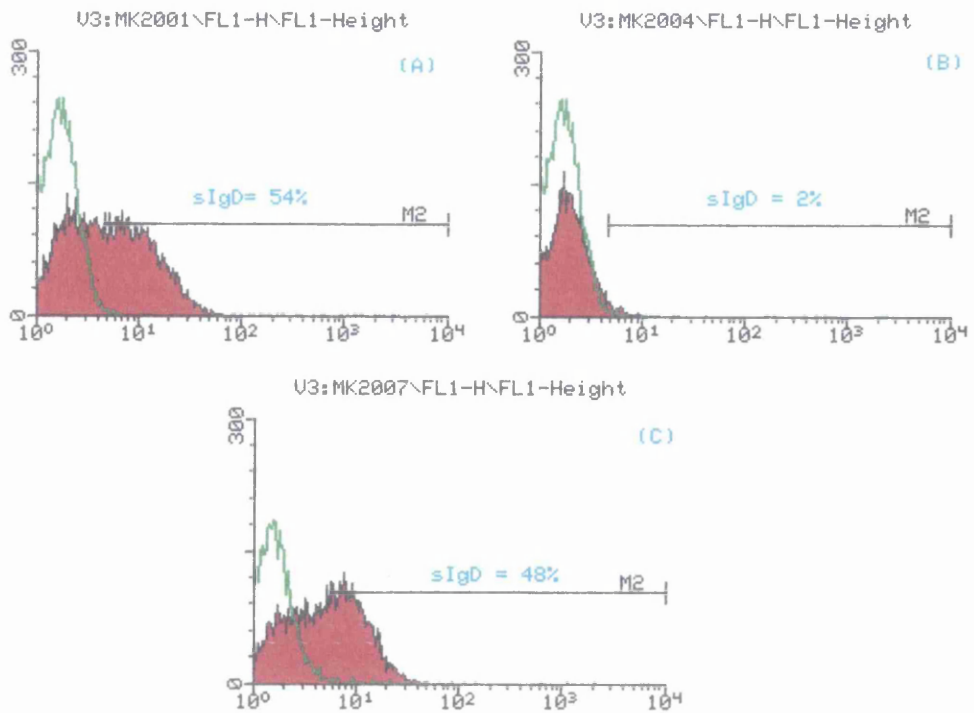 V3:MK2001\FL1-H\FL1-Height
300
(A)
sIgD= 54%
M2
0
10⁰ 10¹ 10² 10³ 10⁴
V3:MK2004\FL1-H\FL1-Height
300
(B)
sIgD = 2%
M2
0
10⁰ 10¹ 10² 10³ 10⁴
V3:MK2007\FL1-H\FL1-Height
300
(C)
sIgD = 48%
M2
0
10⁰ 10¹ 10² 10³ 10⁴